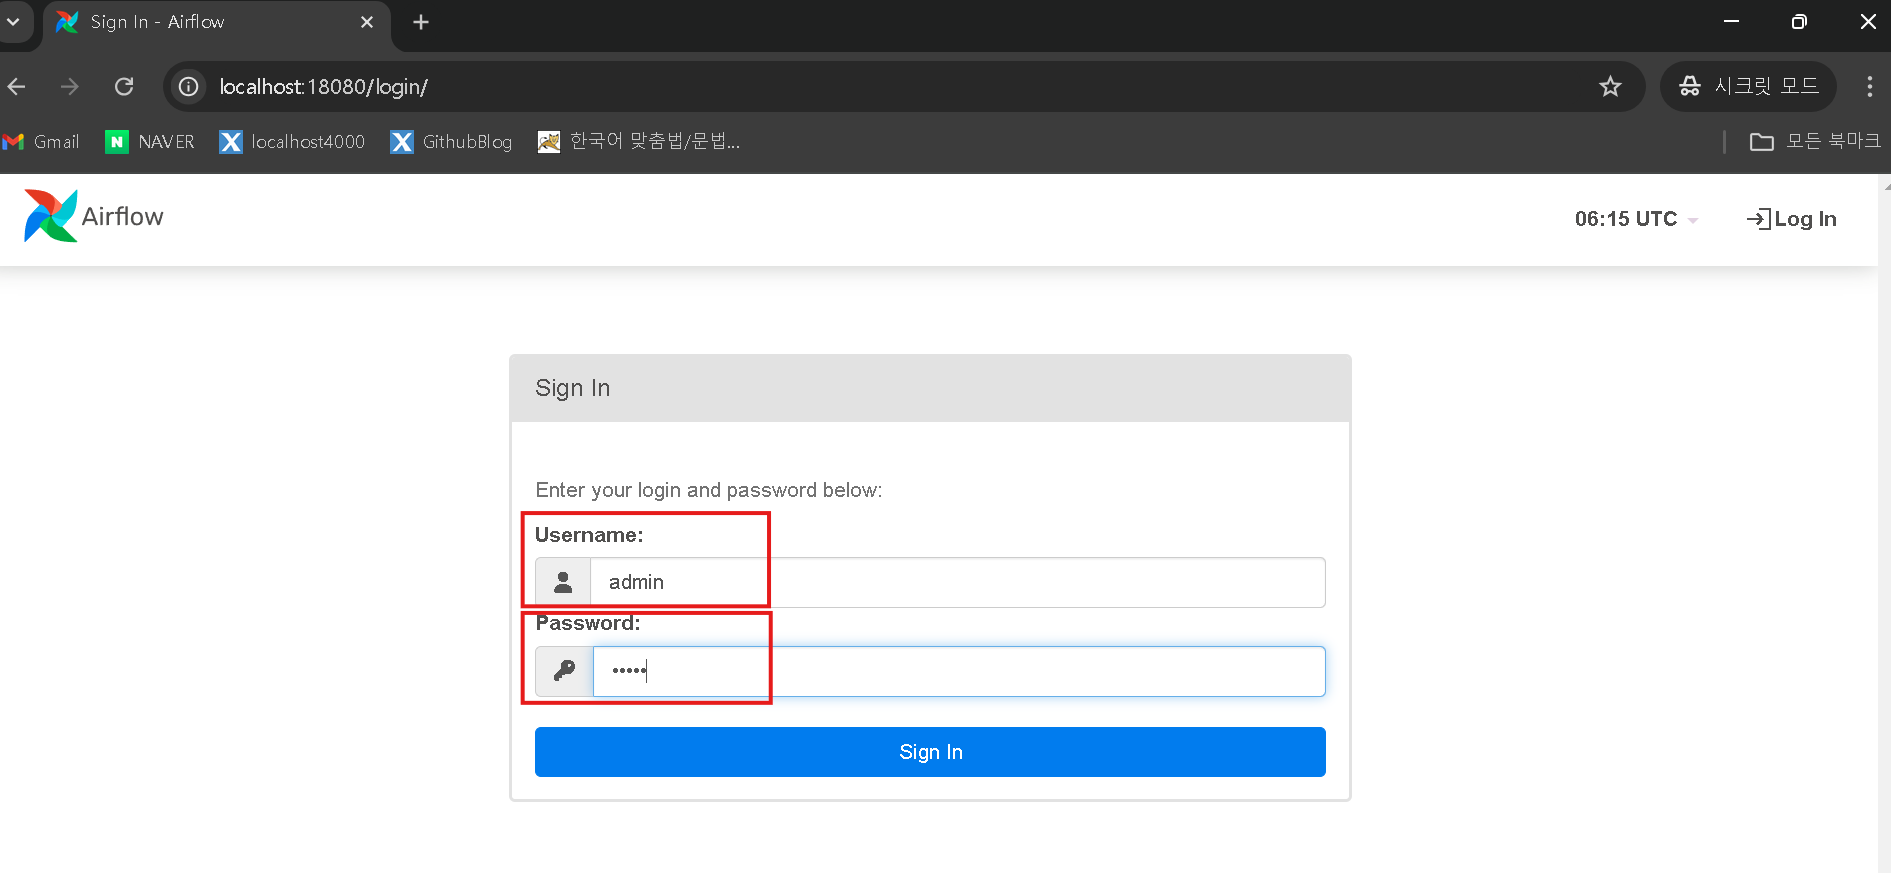 Sign In - Airflow
localhost:18080/login/
시크릿 모드
Gmail NAVER localhost4000 GithubBlog 한국어 맞춤법/문법... 모든 북마크
Airflow
06:15 UTC
Log In
Sign In
Enter your login and password below:
Username:
admin
Password:
•••••
Sign In